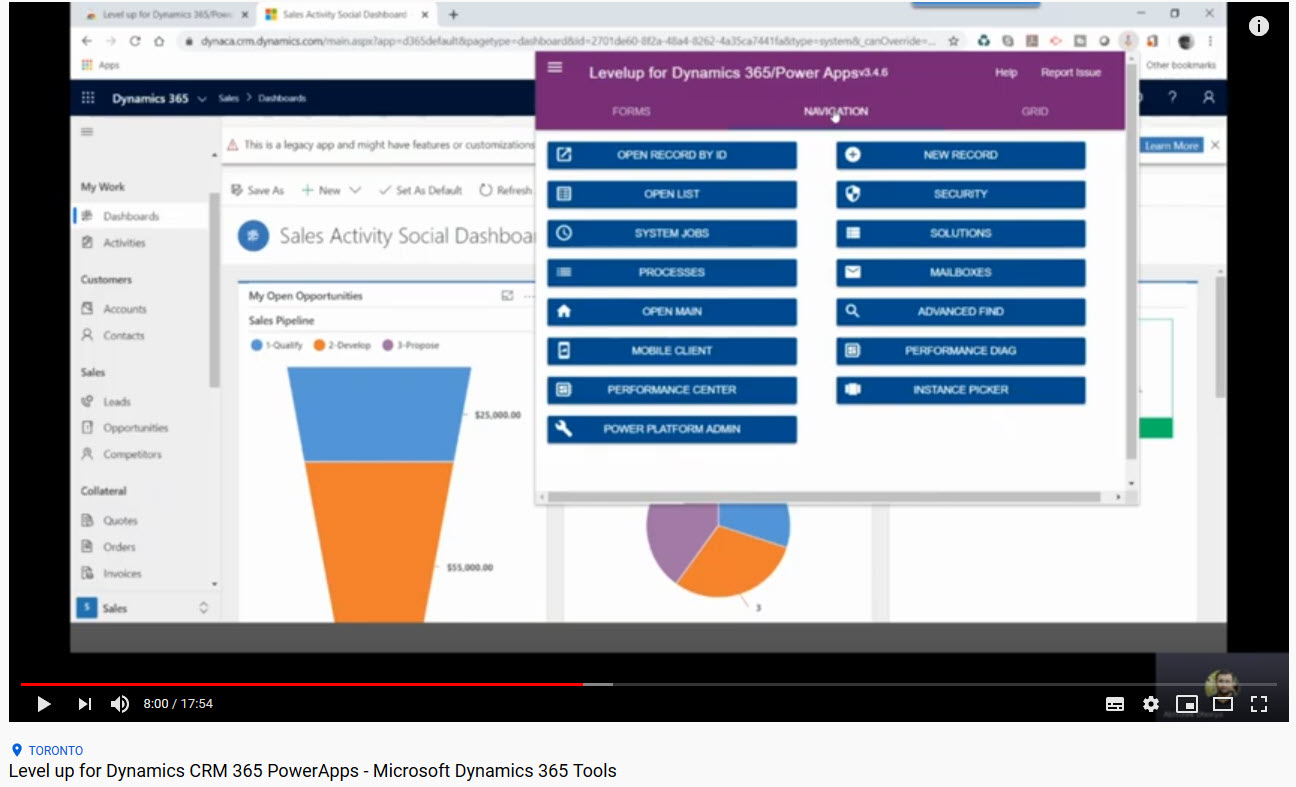 Level up for Dynamics 365/Pow
Sales Activity Social Dashboard
dynaca.crm.dynamics.com/main.aspx?app=d365default&pagetype=dashboard&id=2701de60-8f2a-48a4-8262-4a35ca7441fa&type=system&_canOverride=...
Apps
Other bookmarks
Dynamics 365
Sales > Dashboards
This is a legacy app and might have features or customizations
Learn More
Save As
New
Set As Default
Refresh
Sales Activity Social Dashboar
My Work
Dashboards
Activities
Customers
Accounts
Contacts
Sales
Leads
Opportunities
Competitors
Collateral
Quotes
Orders
Invoices
S Sales
My Open Opportunities
Sales Pipeline
1-Qualify 2-Develop 3-Propose
$25,000.00
$55,000.00
3
Levelup for Dynamics 365/Power Apps v3.4.6
Help Report Issue
FORMS NAVIGATION GRID
OPEN RECORD BY ID NEW RECORD
OPEN LIST SECURITY
SYSTEM JOBS SOLUTIONS
PROCESSES MAILBOXES
OPEN MAIN ADVANCED FIND
MOBILE CLIENT PERFORMANCE DIAG
PERFORMANCE CENTER INSTANCE PICKER
POWER PLATFORM ADMIN
8:00 / 17:54
TORONTO
Level up for Dynamics CRM 365 PowerApps - Microsoft Dynamics 365 Tools